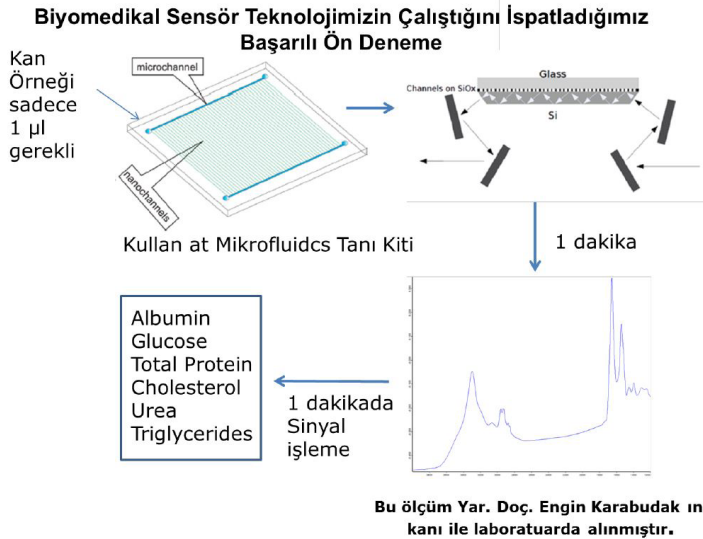 Biyomedikal Sensör Teknolojimizin Çalıştığını İspatladığımız
Başarılı Ön Deneme
Kan
Örneği
sadece
1 µl
gerekli
microchannel
nanochannels
Kullan at Mikrofluidcs Tanı Kiti
Glass
Channels on SiOx
Si
1 dakika
Albumin
Glucose
Total Protein
Cholesterol
Urea
Triglycerides
1 dakikada
Sinyal
işleme
Bu ölçüm Yar. Doç. Engin Karabudak ın
kanı ile laboratuarda alınmıştır.